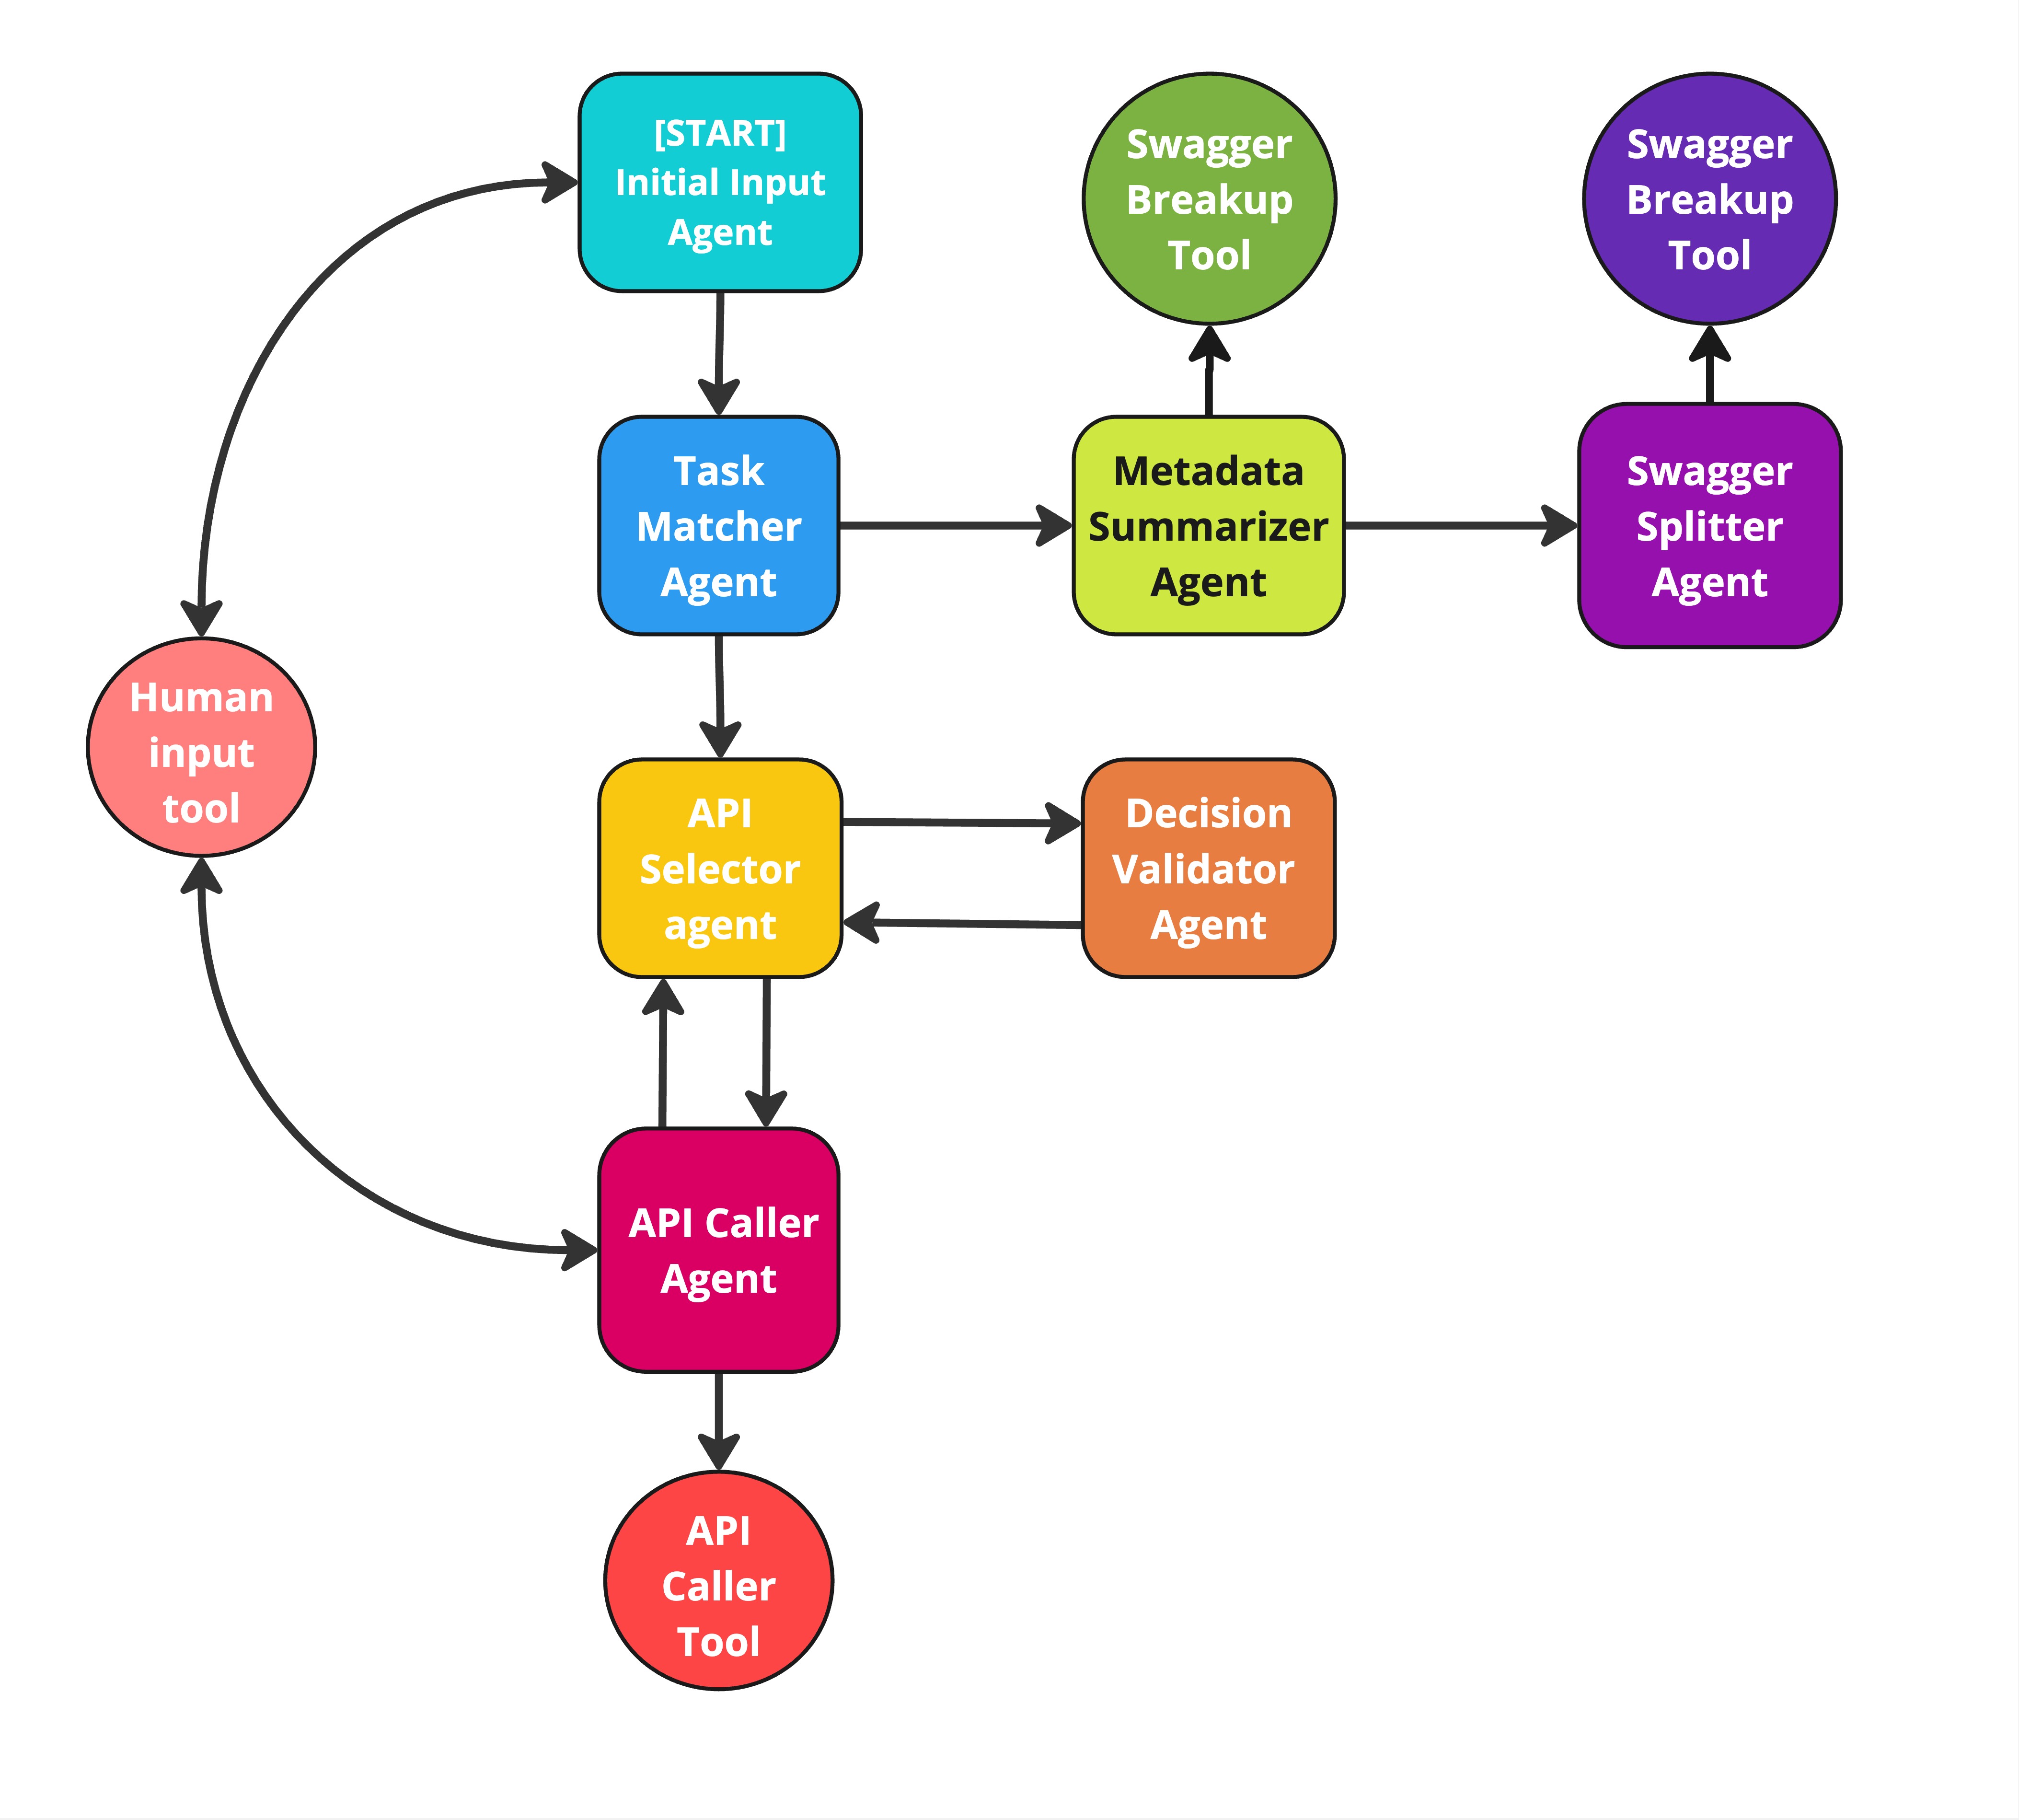 [START]
Initial Input
Agent
Swagger
Breakup
Tool
Swagger
Breakup
Tool
Task
Matcher
Agent
Metadata
Summarizer
Agent
Swagger
Splitter
Agent
Human
input
tool
API
Selector
agent
Decision
Validator
Agent
API Caller
Agent
API
Caller
Tool